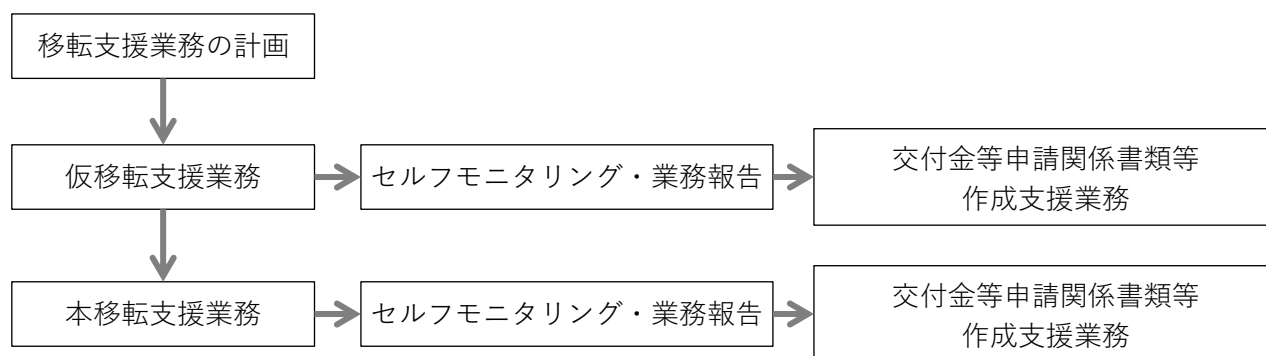 移転支援業務の計画
仮移転支援業務
セルフモニタリング・業務報告
交付金等申請関係書類等
作成支援業務
本移転支援業務
セルフモニタリング・業務報告
交付金等申請関係書類等
作成支援業務